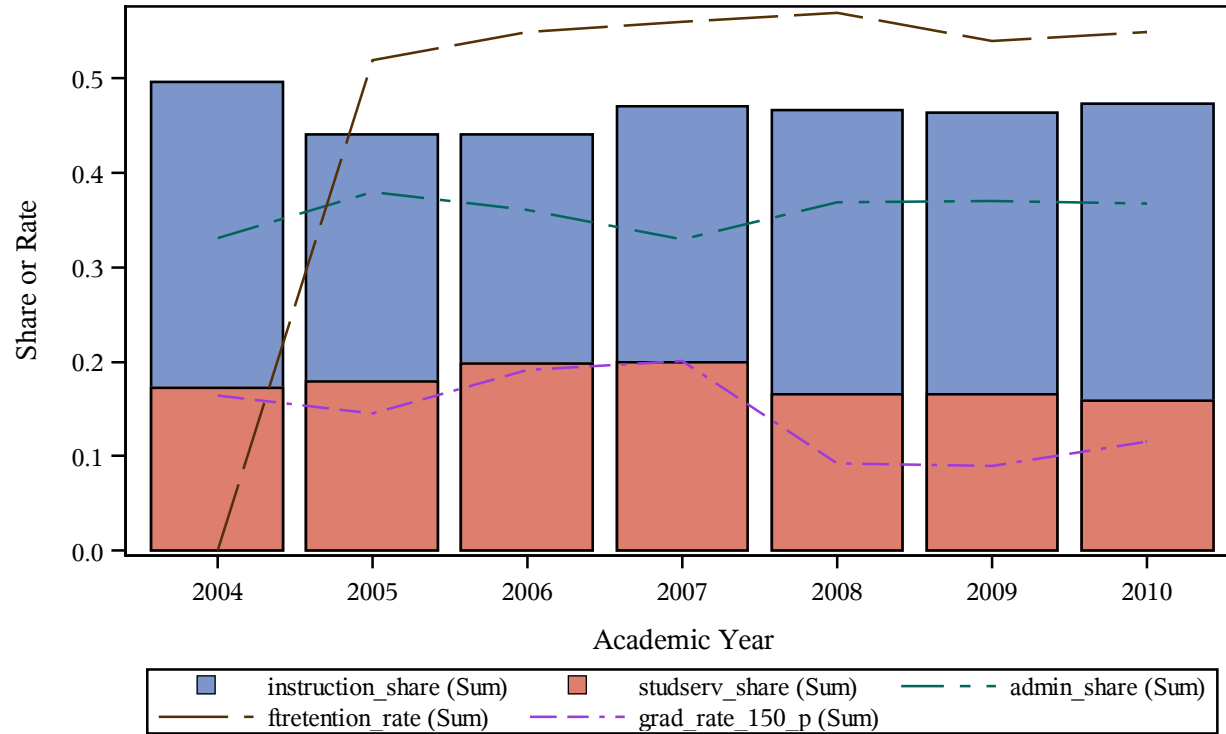 0.5
0.4
0.3
0.2
0.1
0.0
Share or Rate
2004 2005 2006 2007 2008 2009 2010
Academic Year
instruction_share (Sum) studserv_share (Sum) admin_share (Sum)
ftretention_rate (Sum) grad_rate_150_p (Sum)